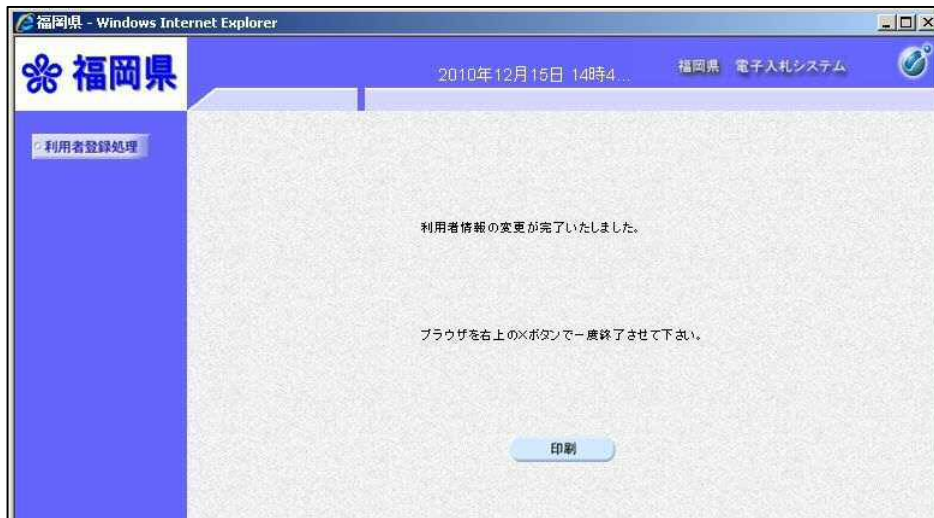 福岡県 - Windows Internet Explorer
福岡県
2010年12月15日 14時4...
福岡県 電子入札システム
利用者登録処理
利用者情報の変更が完了いたしました。
ブラウザを右上の×ボタンで一度終了させて下さい。
印刷